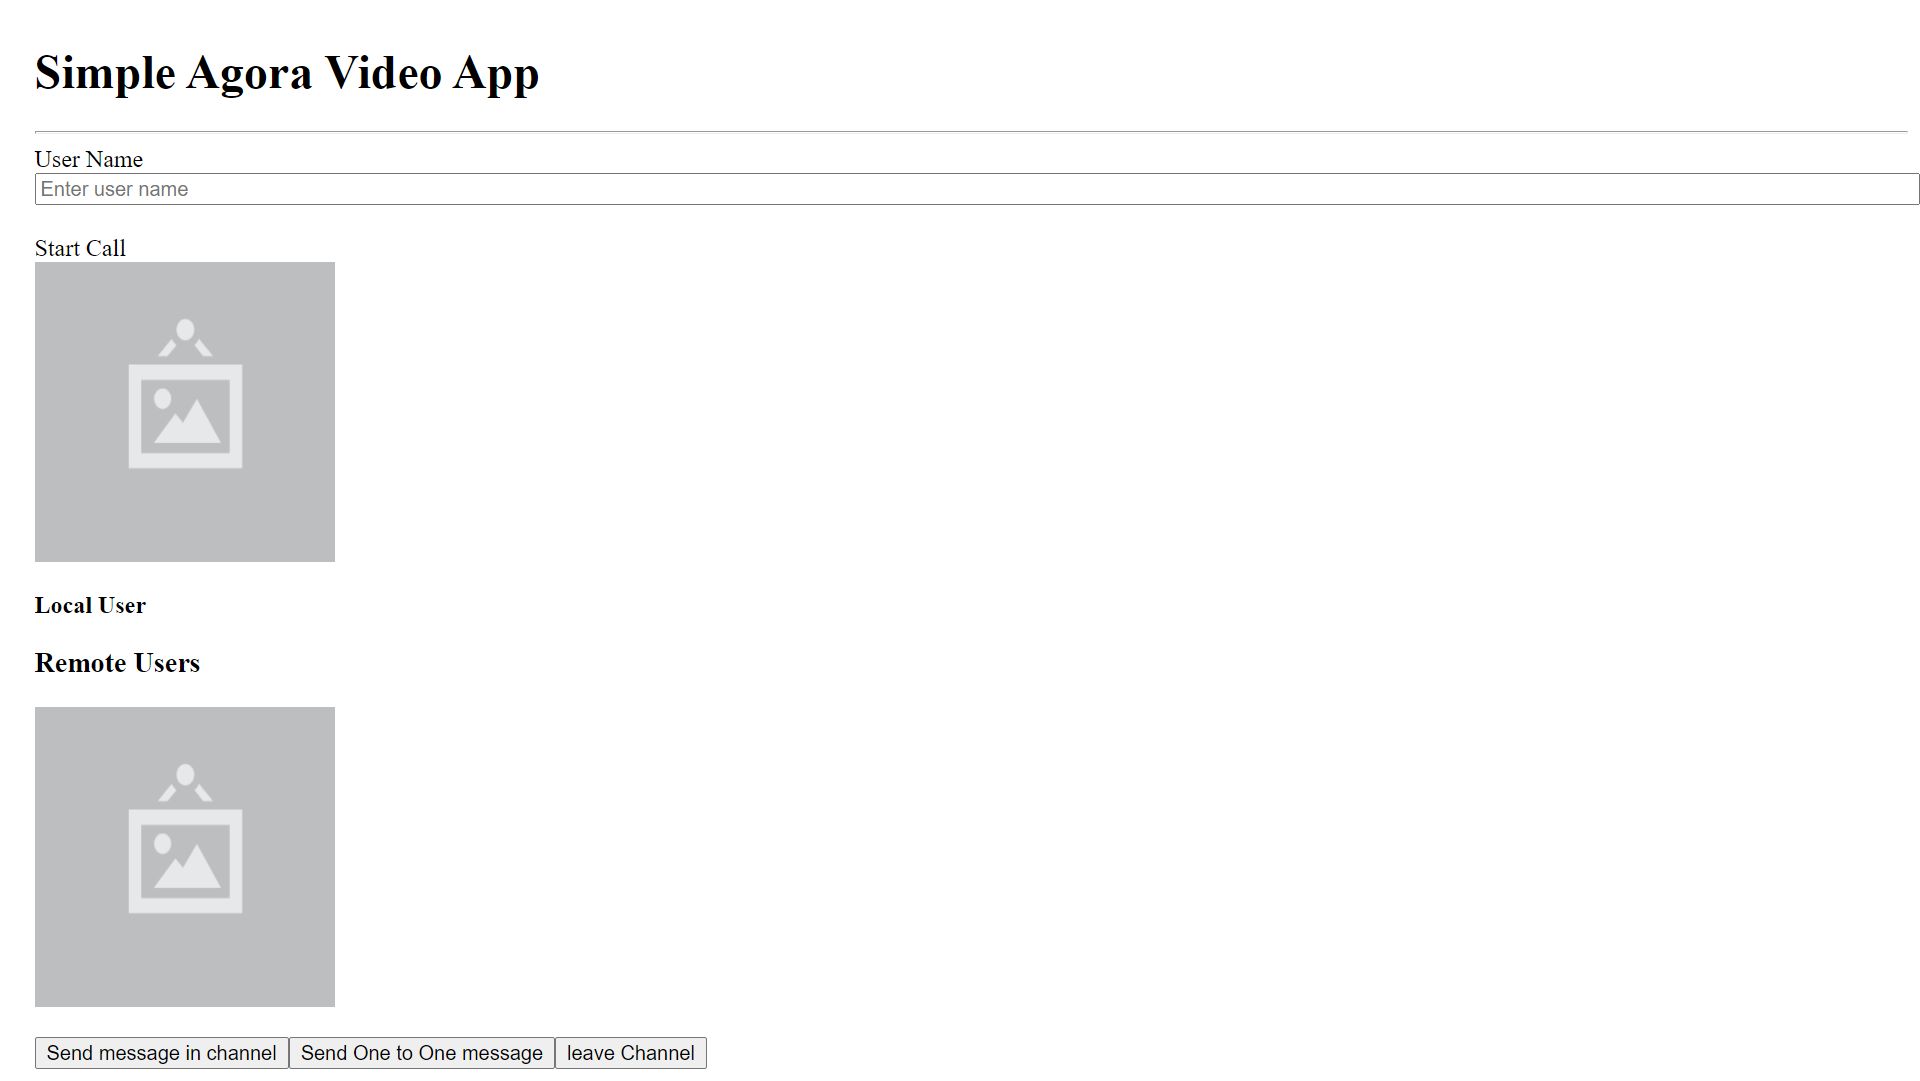 Simple Agora Video App
User Name
Enter user name
Start Call
Local User
Remote Users
Send message in channel Send One to One message leave Channel